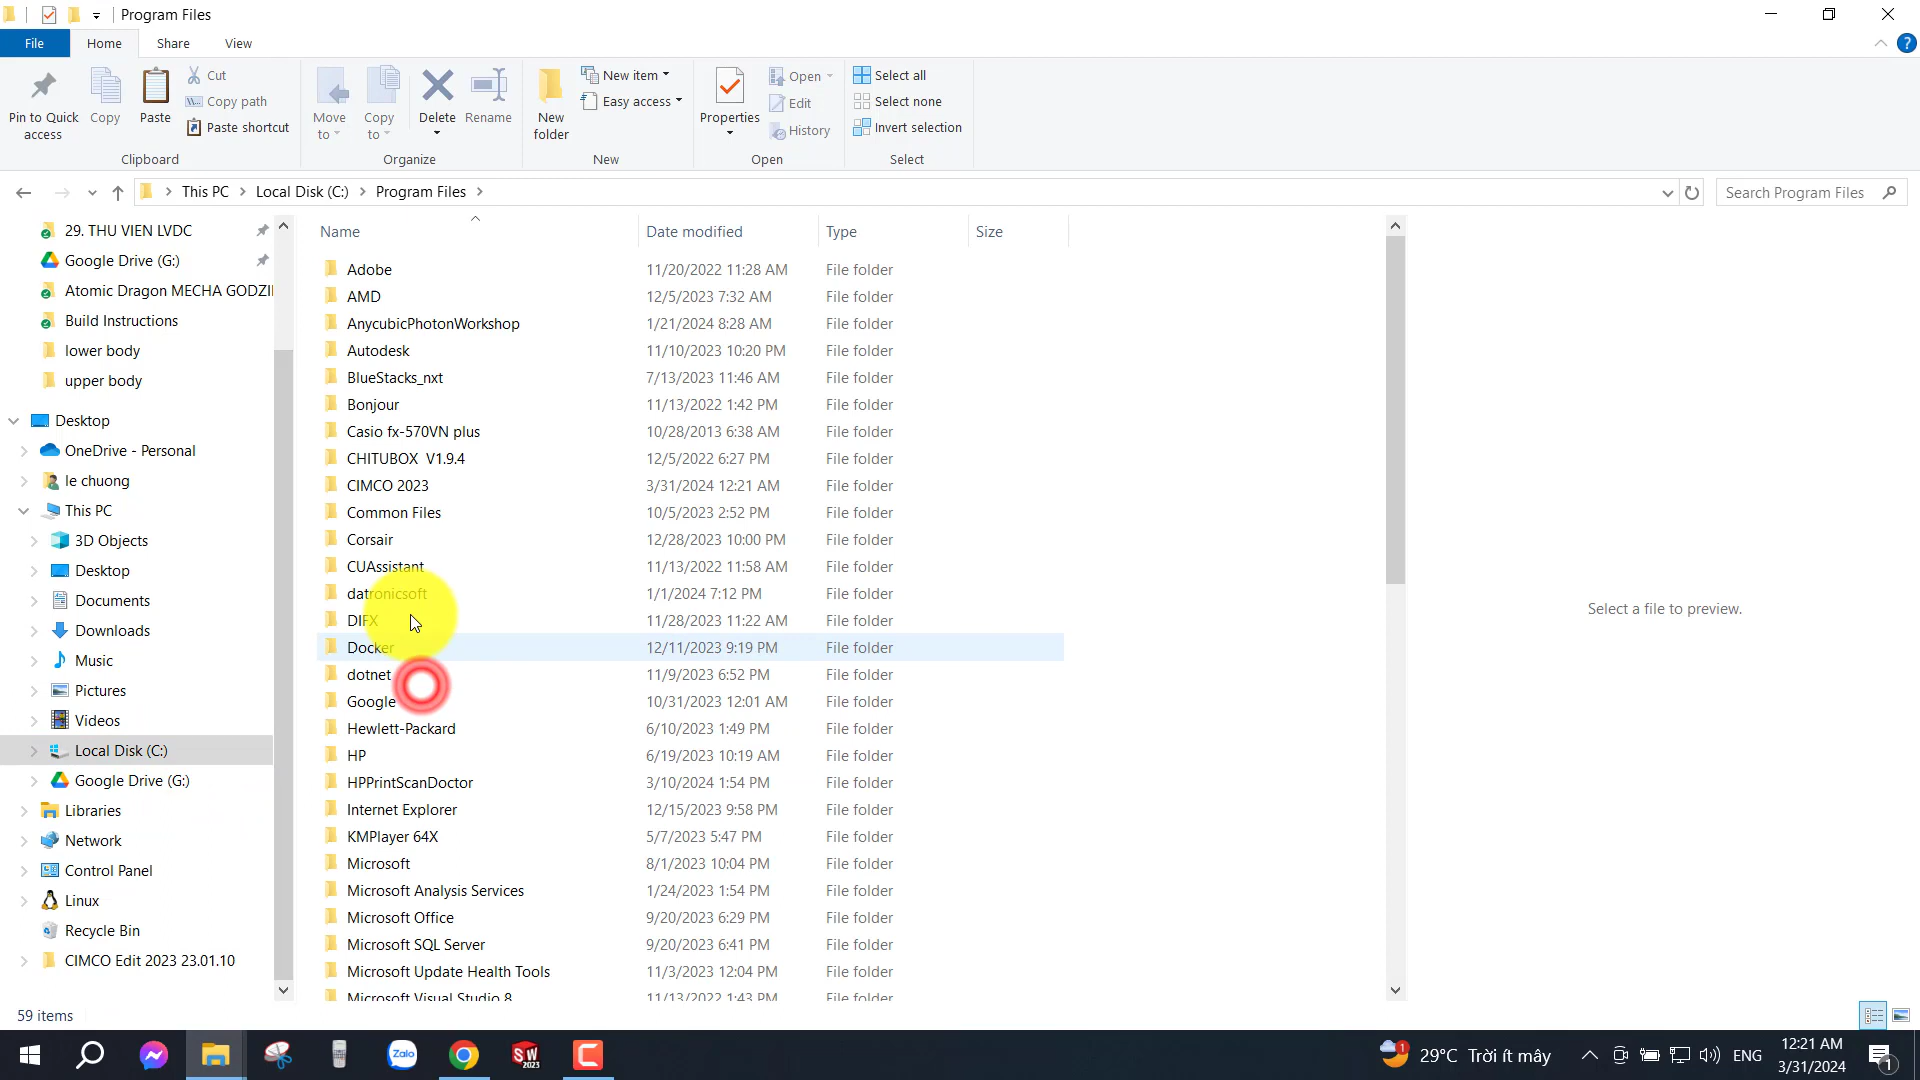 Program Files
File Home Share View
Pin to Quick access
Copy
Paste
Cut
Copy path
Paste shortcut
Clipboard
Move to
Copy to
Delete
Rename
Organize
New folder
New item
Easy access
New
Properties
Open
Edit
History
Open
Select all
Select none
Invert selection
Select
This PC > Local Disk (C:) > Program Files >
Search Program Files
29. THU VIEN LVDC
Google Drive (G:)
Atomic Dragon MECHA GODZI
Build Instructions
lower body
upper body
Desktop
OneDrive - Personal
le chuong
This PC
3D Objects
Desktop
Documents
Downloads
Music
Pictures
Videos
Local Disk (C:)
Google Drive (G:)
Libraries
Network
Control Panel
Linux
Recycle Bin
CIMCO Edit 2023 23.01.10
Name Date modified Type Size
Adobe 11/20/2022 11:28 AM File folder
AMD 12/5/2023 7:32 AM File folder
AnycubicPhotonWorkshop 1/21/2024 8:28 AM File folder
Autodesk 11/10/2023 10:20 PM File folder
BlueStacks_nxt 7/13/2023 11:46 AM File folder
Bonjour 11/13/2022 1:42 PM File folder
Casio fx-570VN plus 10/28/2013 6:38 AM File folder
CHITUBOX V1.9.4 12/5/2022 6:27 PM File folder
CIMCO 2023 3/31/2024 12:21 AM File folder
Common Files 10/5/2023 2:52 PM File folder
Corsair 12/28/2023 10:00 PM File folder
CUAssistant 11/13/2022 11:58 AM File folder
datronicsoft 1/1/2024 7:12 PM File folder
DIFX 11/28/2023 11:22 AM File folder
Docker 12/11/2023 9:19 PM File folder
dotnet 11/9/2023 6:52 PM File folder
Google 10/31/2023 12:01 AM File folder
Hewlett-Packard 6/10/2023 1:49 PM File folder
HP 6/19/2023 10:19 AM File folder
HPPrintScanDoctor 3/10/2024 1:54 PM File folder
Internet Explorer 12/15/2023 9:58 PM File folder
KMPlayer 64X 5/7/2023 5:47 PM File folder
Microsoft 8/1/2023 10:04 PM File folder
Microsoft Analysis Services 1/24/2023 1:54 PM File folder
Microsoft Office 9/20/2023 6:29 PM File folder
Microsoft SQL Server 9/20/2023 6:41 PM File folder
Microsoft Update Health Tools 11/3/2023 12:04 PM File folder
Microsoft Visual Studio 8 11/13/2022 1:43 PM File folder
Select a file to preview.
59 items
Zalo
SW
2023
1
29°C Trời ít mây
ENG
12:21 AM
3/31/2024
1